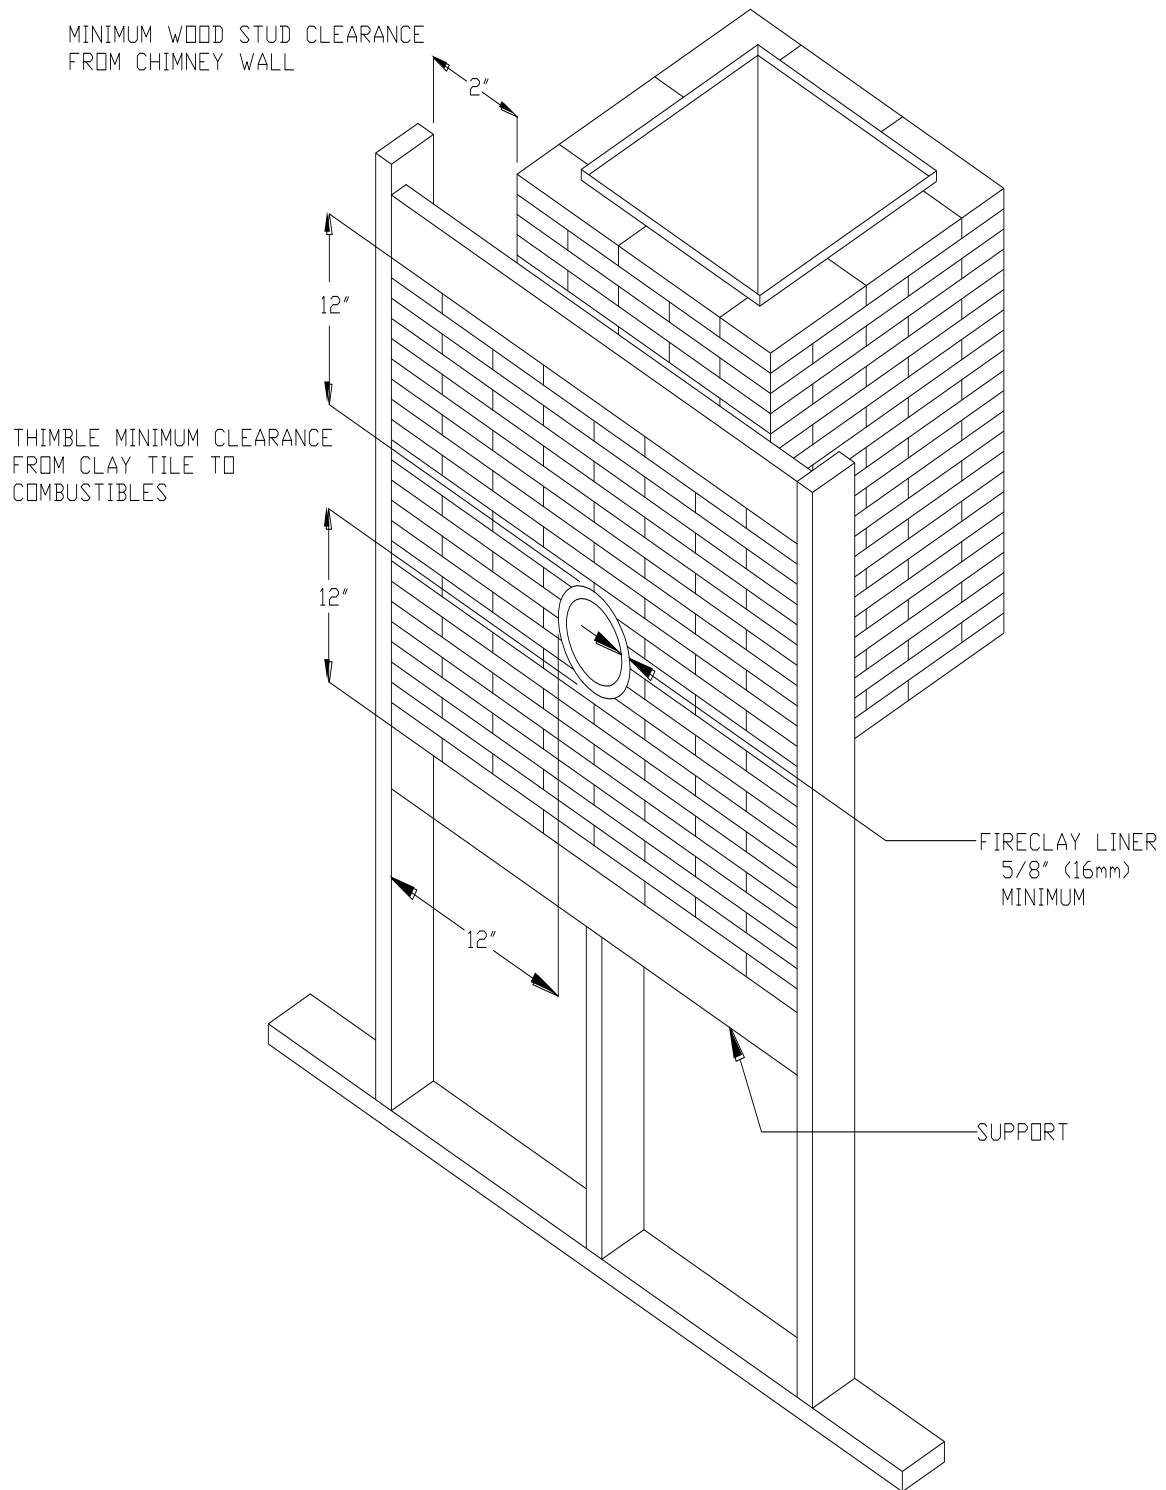 MINIMUM WOOD STUD CLEARANCE
FROM CHIMNEY WALL
2"
12"
THIMBLE MINIMUM CLEARANCE
FROM CLAY TILE TO
COMBUSTIBLES
12"
FIRECLAY LINER
5/8" (16mm)
MINIMUM
12"
SUPPORT